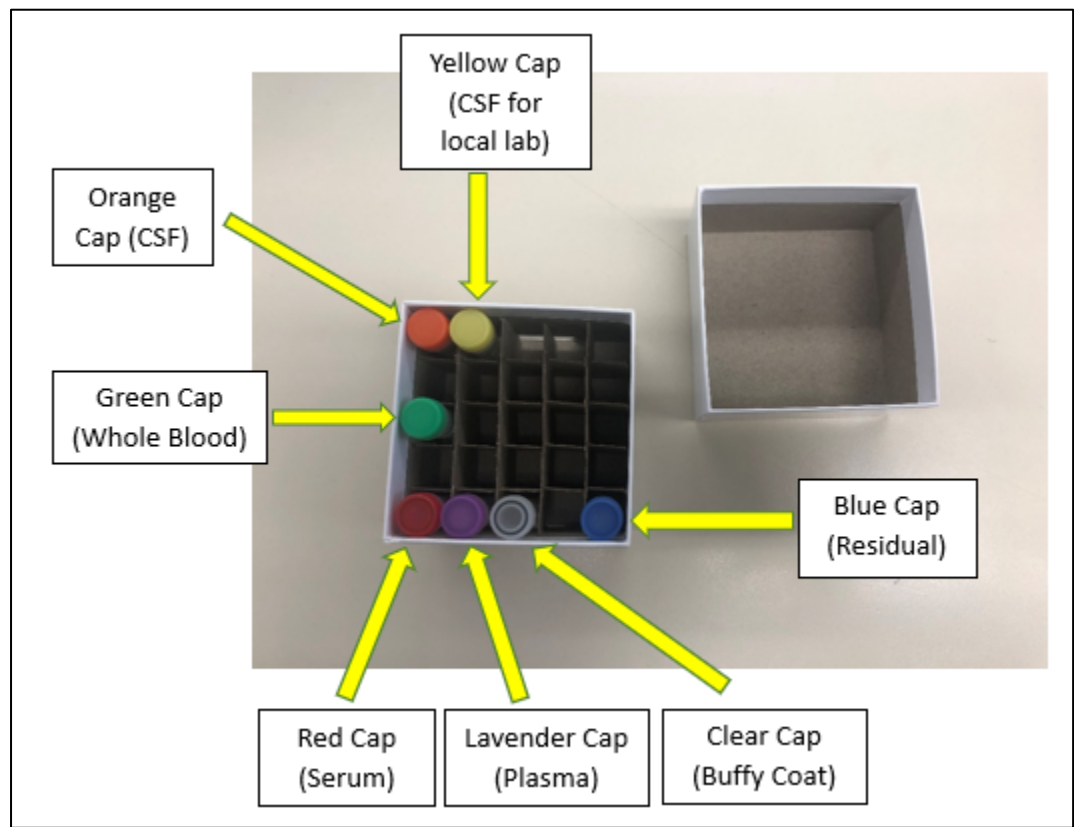 Yellow Cap
(CSF for
local lab)
Orange
Cap (CSF)
Green Cap
(Whole Blood)
Blue Cap
(Residual)
Red Cap
(Serum)
Lavender Cap
(Plasma)
Clear Cap
(Buffy Coat)